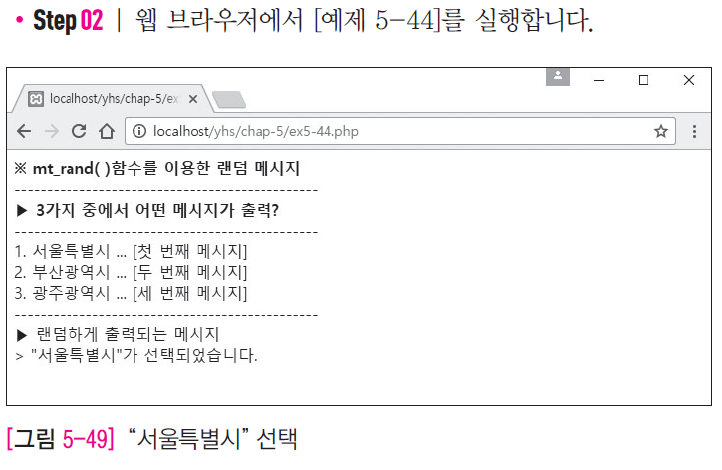 • Step 02 | 웹 브라우저에서 [예제 5-44]를 실행합니다.
localhost/yhs/chap-5/ex
localhost/yhs/chap-5/ex5-44.php
※ mt_rand( )함수를 이용한 랜덤 메시지
------------------------------------------
▶ 3가지 중에서 어떤 메시지가 출력?
------------------------------------------
1. 서울특별시 ... [첫 번째 메시지]
2. 부산광역시 ... [두 번째 메시지]
3. 광주광역시 ... [세 번째 메시지]
------------------------------------------
▶ 랜덤하게 출력되는 메시지
> "서울특별시"가 선택되었습니다.
[그림 5-49] “서울특별시” 선택